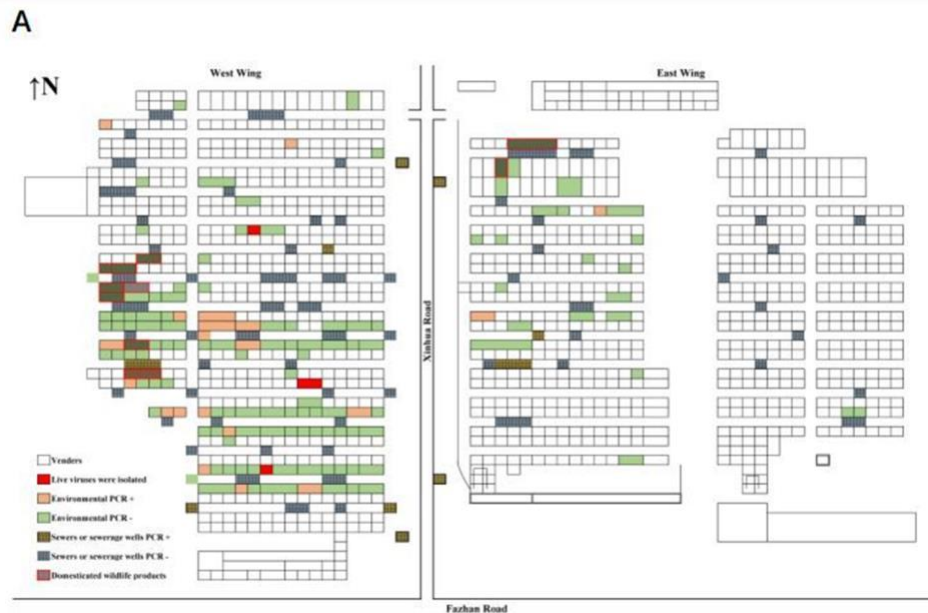 A
West Wing
East Wing
↑N
Xinhua Road
Venders
Live viruses were isolated
Environmental PCR +
Environmental PCR -
Sewers or sewerage wells PCR +
Sewers or sewerage wells PCR -
Domesticated wildlife products
Fazhan Road